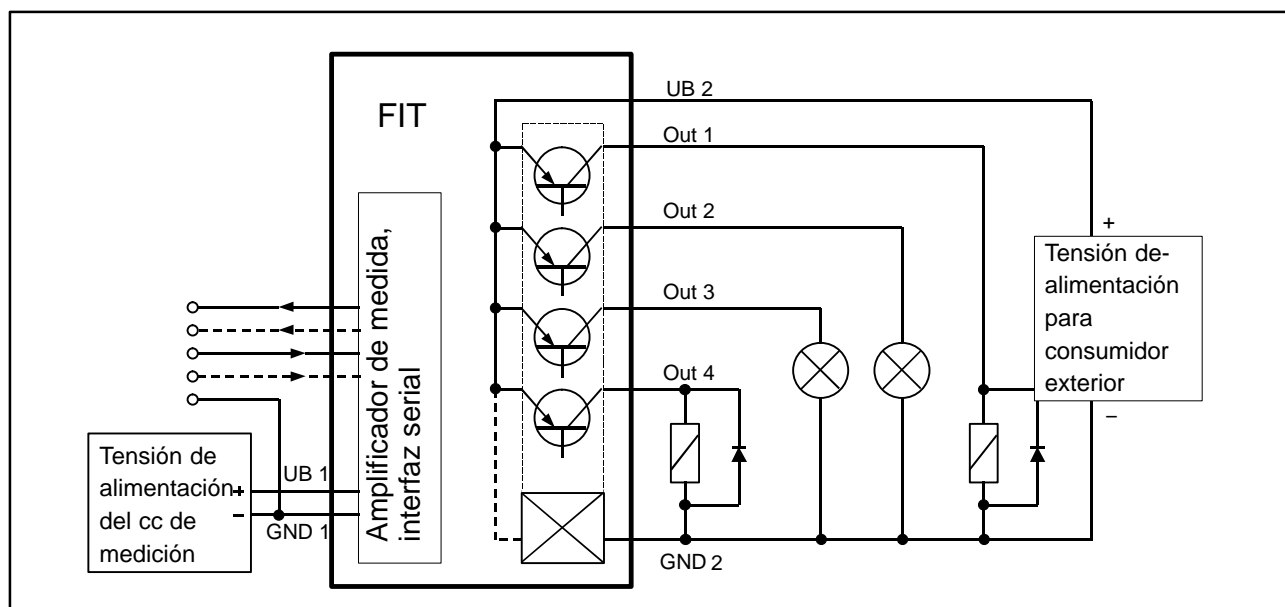 FIT
UB 2
Out 1
Out 2
Out 3
Out 4
GND 2
Amplificador de medida,
interfaz serial
Tensión de
alimentación
del cc de
medición
+
−
UB 1
GND 1
+
Tensión de-
alimentación
para
consumidor
exterior
−